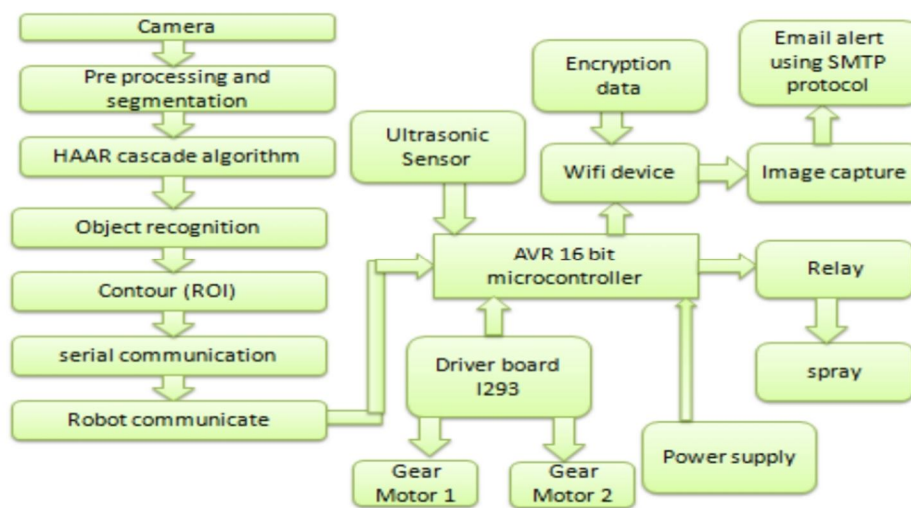 Camera
Pre processing and
segmentation
HAAR cascade algorithm
Object recognition
Contour (ROI)
serial communication
Robot communicate
Ultrasonic
Sensor
Encryption
data
Email alert
using SMTP
protocol
Wifi device
Image capture
AVR 16 bit
microcontroller
Relay
spray
Driver board
I293
Gear
Motor 1
Gear
Motor 2
Power supply